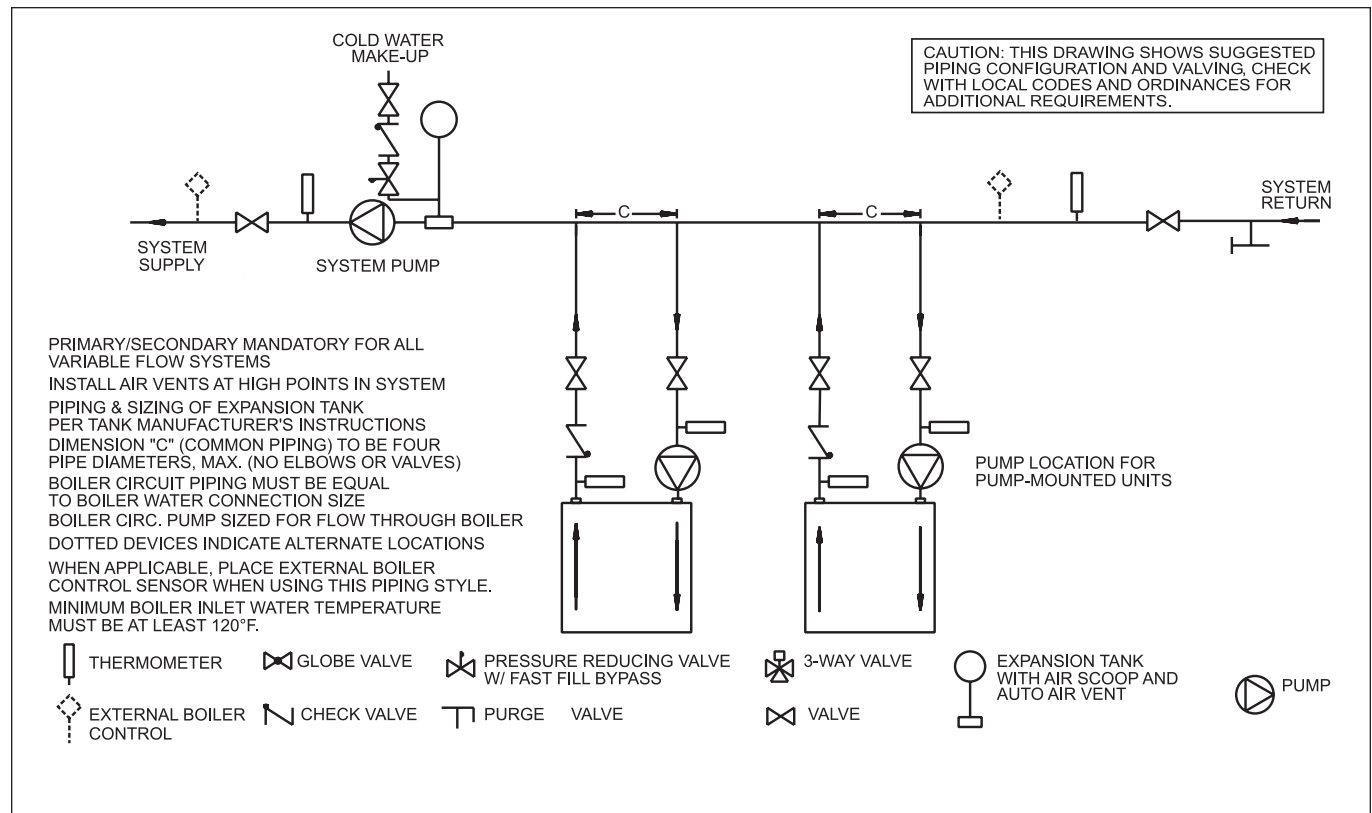 COLD WATER
MAKE-UP
CAUTION: THIS DRAWING SHOWS SUGGESTED
PIPING CONFIGURATION AND VALVING, CHECK
WITH LOCAL CODES AND ORDINANCES FOR
ADDITIONAL REQUIREMENTS.
SYSTEM
RETURN
C
C
SYSTEM
SUPPLY
SYSTEM PUMP
PRIMARY/SECONDARY MANDATORY FOR ALL
VARIABLE FLOW SYSTEMS
INSTALL AIR VENTS AT HIGH POINTS IN SYSTEM
PIPING & SIZING OF EXPANSION TANK
PER TANK MANUFACTURER'S INSTRUCTIONS
DIMENSION "C" (COMMON PIPING) TO BE FOUR
PIPE DIAMETERS, MAX. (NO ELBOWS OR VALVES)
BOILER CIRCUIT PIPING MUST BE EQUAL
TO BOILER WATER CONNECTION SIZE
BOILER CIRC. PUMP SIZED FOR FLOW THROUGH BOILER
DOTTED DEVICES INDICATE ALTERNATE LOCATIONS
WHEN APPLICABLE, PLACE EXTERNAL BOILER
CONTROL SENSOR WHEN USING THIS PIPING STYLE.
MINIMUM BOILER INLET WATER TEMPERATURE
MUST BE AT LEAST 120°F.
PUMP LOCATION FOR
PUMP-MOUNTED UNITS
THERMOMETER
GLOBE VALVE
PRESSURE REDUCING VALVE
W/ FAST FILL BYPASS
3-WAY VALVE
EXPANSION TANK
WITH AIR SCOOP AND
AUTO AIR VENT
PUMP
EXTERNAL BOILER
CONTROL
CHECK VALVE
PURGE VALVE
VALVE